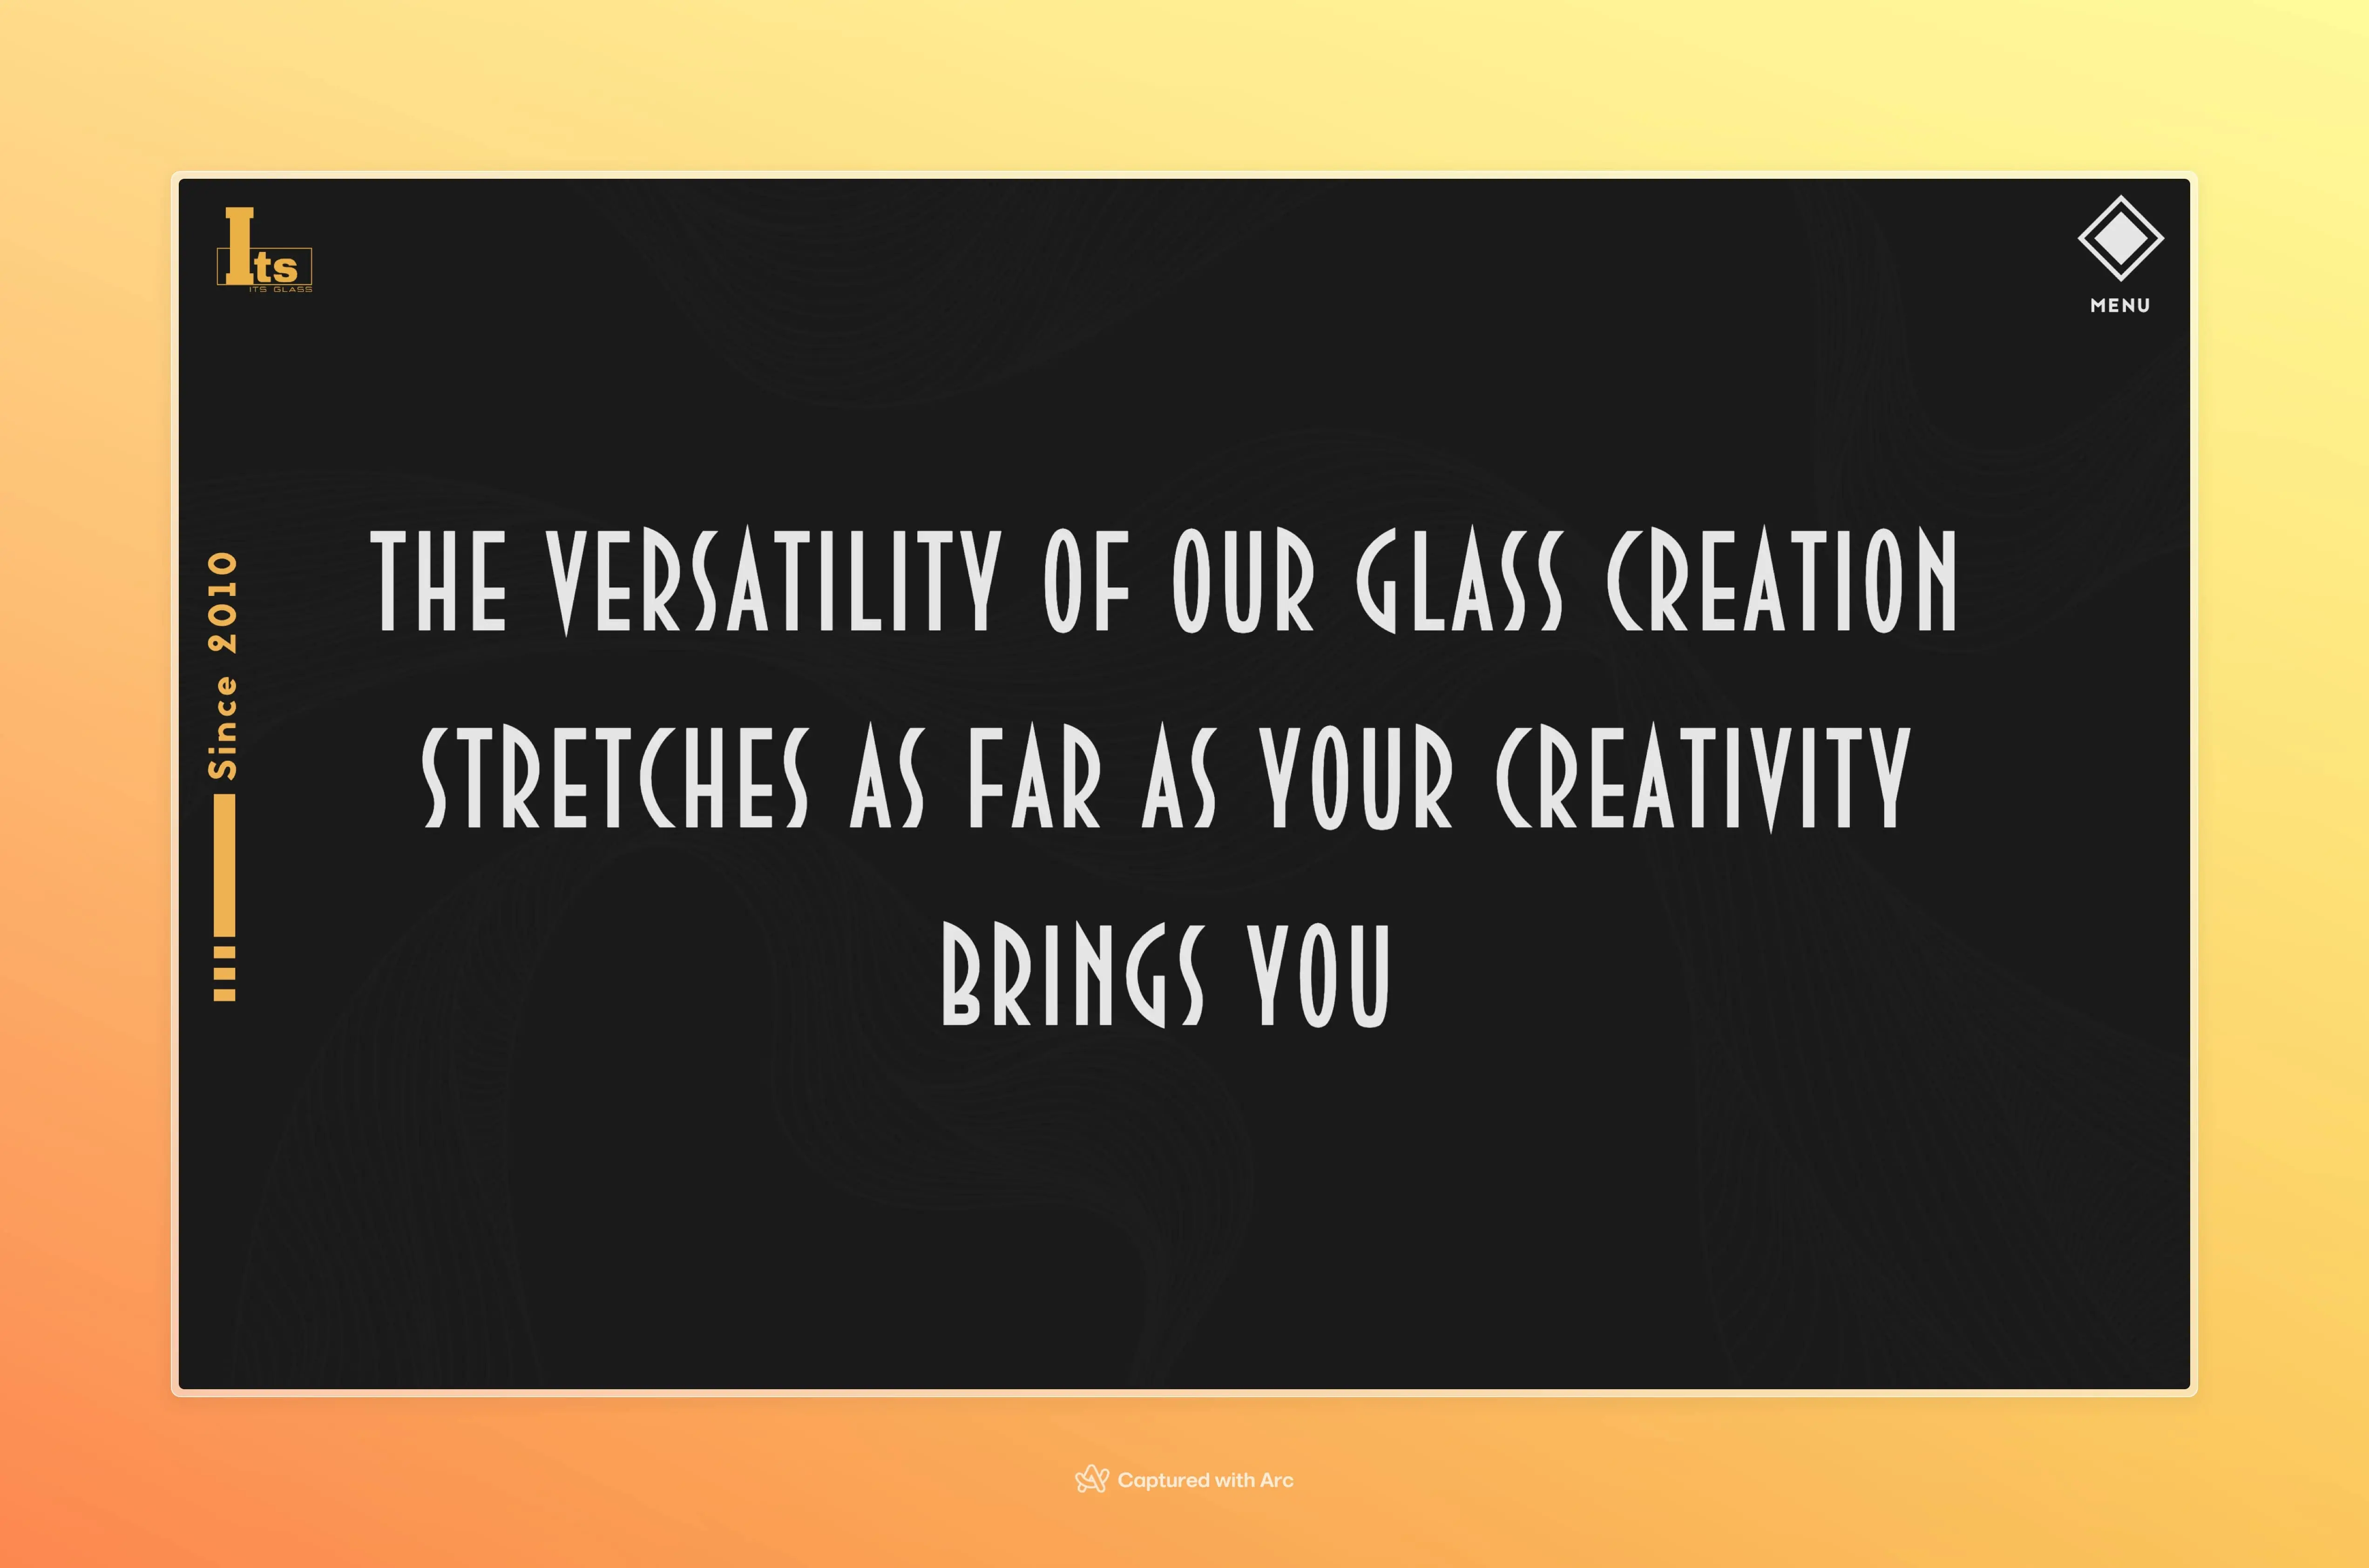 Its
ITS GLASS
MENU
Since 2010
THE VERSATILITY OF OUR GLASS CREATION
STRETCHES AS FAR AS YOUR CREATIVITY
BRINGS YOU
Captured with Arc